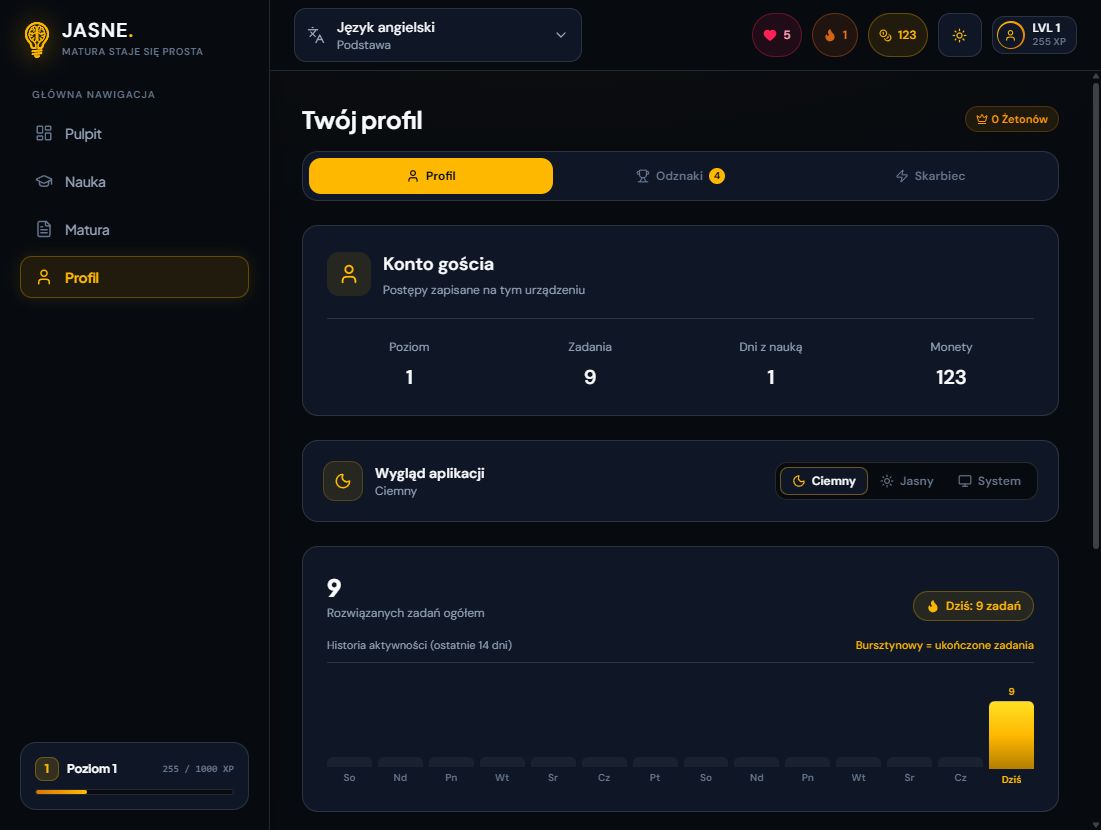 JASNE.
MATURA STAJE SIĘ PROSTA
GŁÓWNA NAWIGACJA
Pulpit
Nauka
Matura
Profil
1
Poziom 1
255 / 1000 XP
Język angielski
Podstawa
5
1
123
LVL 1
255 XP
Twój profil
0 Żetonów
Profil
Odznaki
4
Skarbiec
Konto gościa
Postępy zapisane na tym urządzeniu
Poziom
Zadania
Dni z nauką
Monety
1
9
1
123
Wygląd aplikacji
Ciemny
Ciemny
Jasny
System
9
Rozwiązanych zadań ogółem
Dziś: 9 zadań
Historia aktywności (ostatnie 14 dni)
Bursztynowy = ukończone zadania
9
So Nd Pn Wt Sr Cz Pt So Nd Pn Wt Sr Cz Dziś